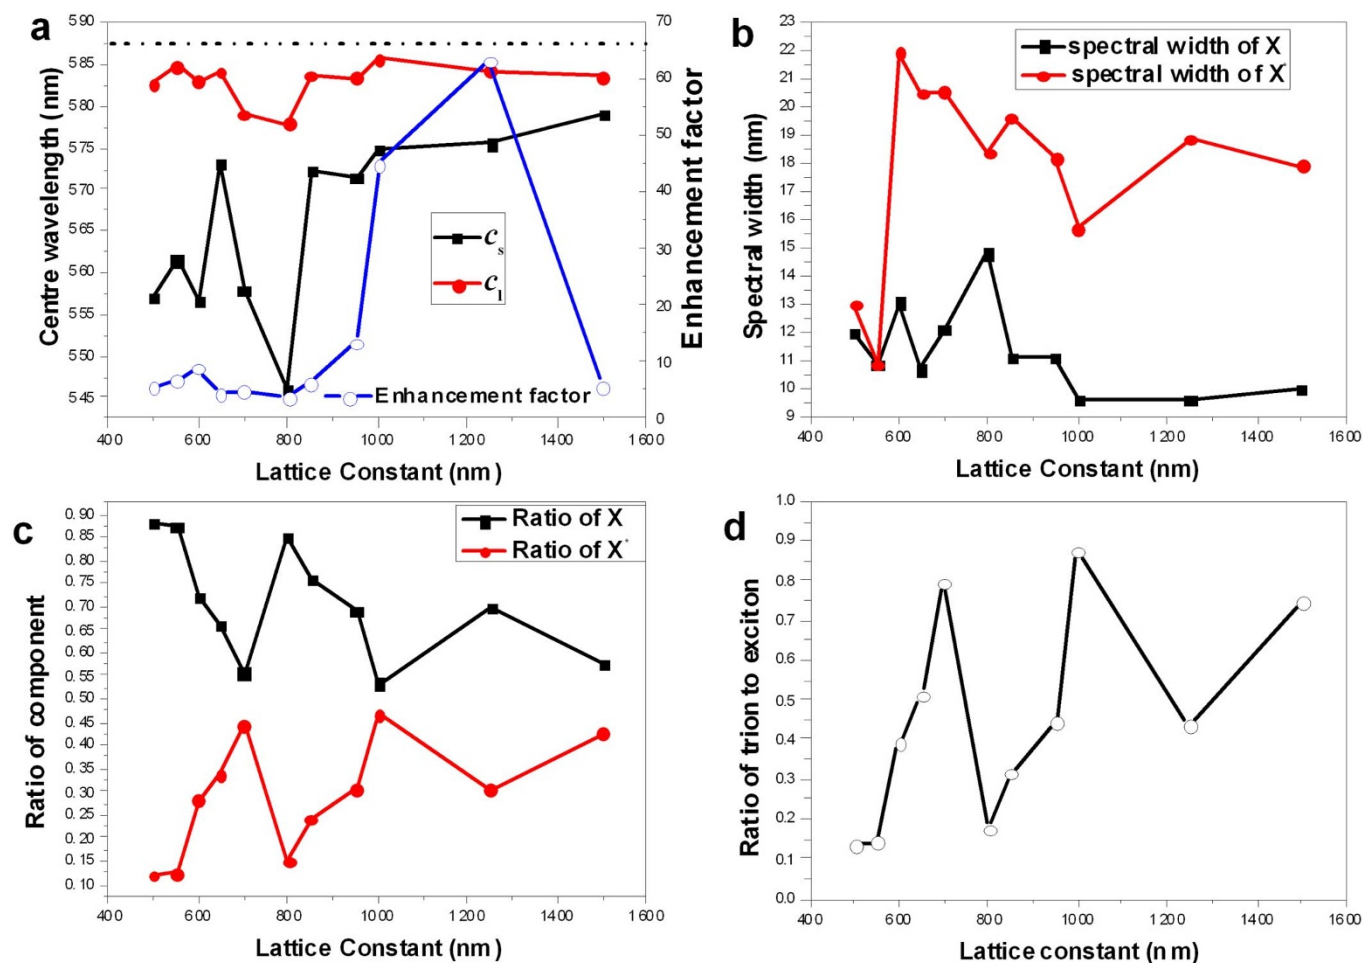 a
590
585
580
575
570
565
560
555
550
545
Centre wavelength (nm)
70
60
50
40
30
20
10
0
Enhancement factor
c_s
c_l
Enhancement factor
400 600 800 1000 1200 1400 1600
Lattice Constant (nm)
b
23
22
21
20
19
18
17
16
15
14
13
12
11
10
9
Spectral width (nm)
spectral width of X
spectral width of X-
400 600 800 1000 1200 1400 1600
Lattice Constant (nm)
c
0.90
0.85
0.80
0.75
0.70
0.65
0.60
0.55
0.50
0.45
0.40
0.35
0.30
0.25
0.20
0.15
0.10
Ratio of component
Ratio of X
Ratio of X-
400 600 800 1000 1200 1400 1600
Lattice Constant (nm)
d
1.0
0.9
0.8
0.7
0.6
0.5
0.4
0.3
0.2
0.1
0.0
Ratio of trion to exciton
400 600 800 1000 1200 1400 1600
Lattice constant (nm)